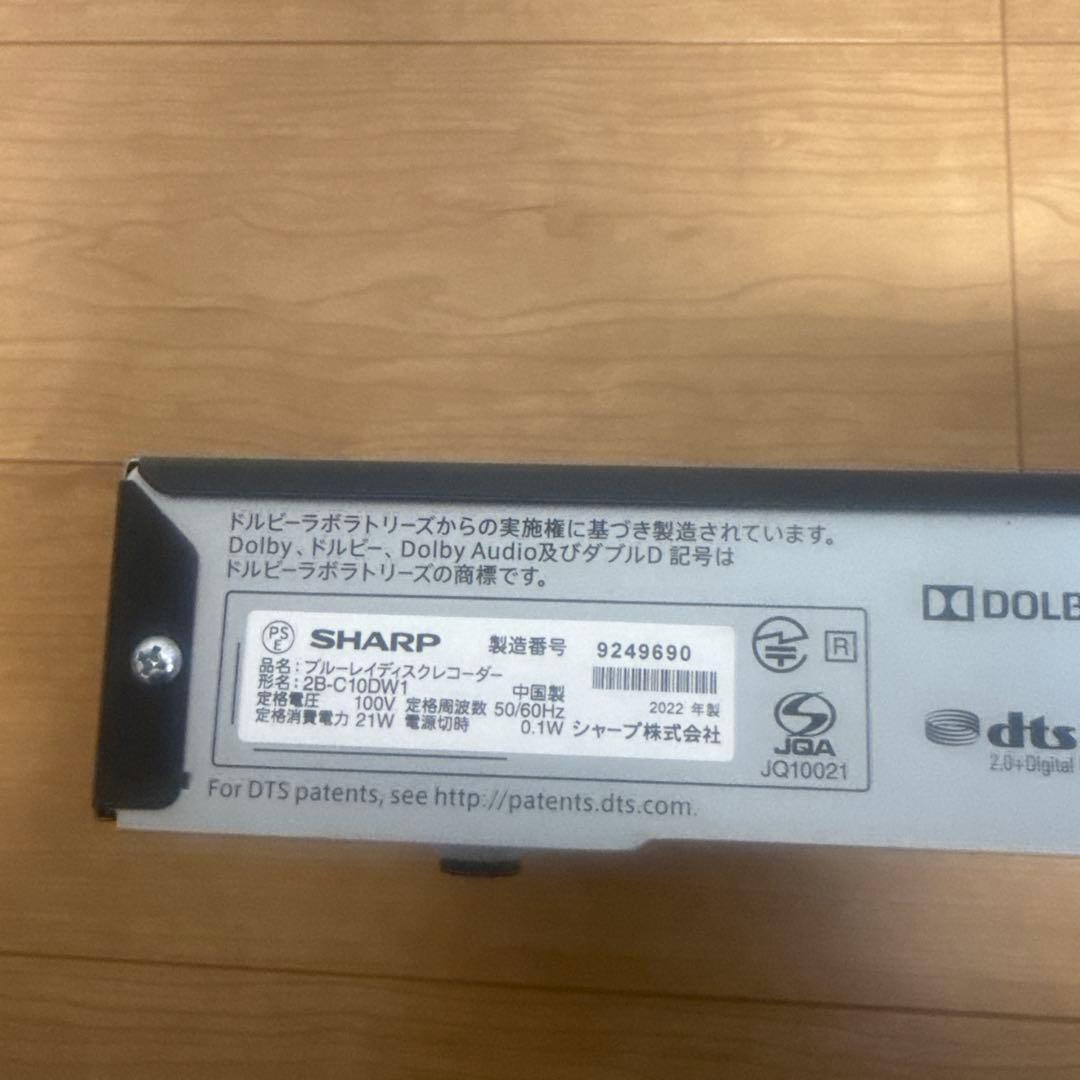 ドルビーラボラトリーズからの実施権に基づき製造されています。
Dolby、ドルビー、Dolby Audio及びダブルD 記号は
ドルビーラボラトリーズの商標です。
PSE SHARP 製造番号 9249690
品名:ブルーレイディスクレコーダー
形名:2B-C10DW1 中国製
定格電圧 100V 定格周波数 50/60Hz 2022 年製
定格消費電力 21W 電源切時 0.1W シャープ株式会社
R
JQA
JQ10021
For DTS patents, see http://patents.dts.com.
DOLB
dts
2.0+Digital